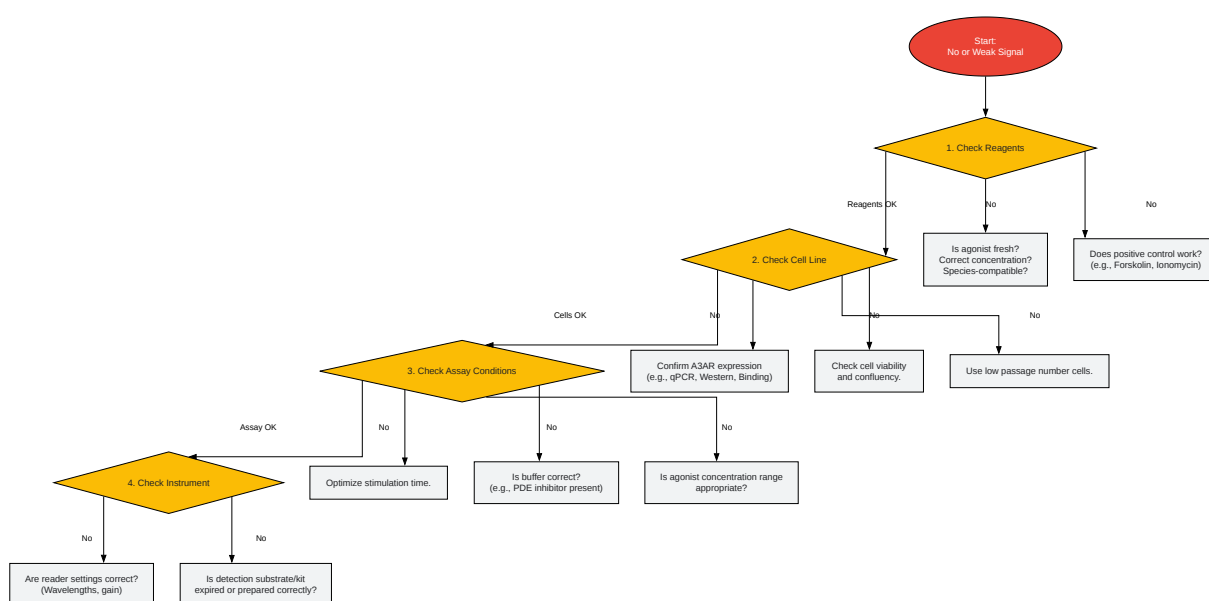 Start:
No or Weak Signal
1. Check Reagents
Reagents OK
No
No
Is agonist fresh?
Correct concentration?
Species-compatible?
Does positive control work?
(e.g., Forskolin, Ionomycin)
2. Check Cell Line
Cells OK
No
No
No
Confirm A3AR expression
(e.g., qPCR, Western, Binding)
Check cell viability
and confluency.
Use low passage number cells.
3. Check Assay Conditions
Assay OK
No
No
No
Optimize stimulation time.
Is buffer correct?
(e.g., PDE inhibitor present)
Is agonist concentration range
appropriate?
4. Check Instrument
No
No
Are reader settings correct?
(Wavelengths, gain)
Is detection substrate/kit
expired or prepared correctly?